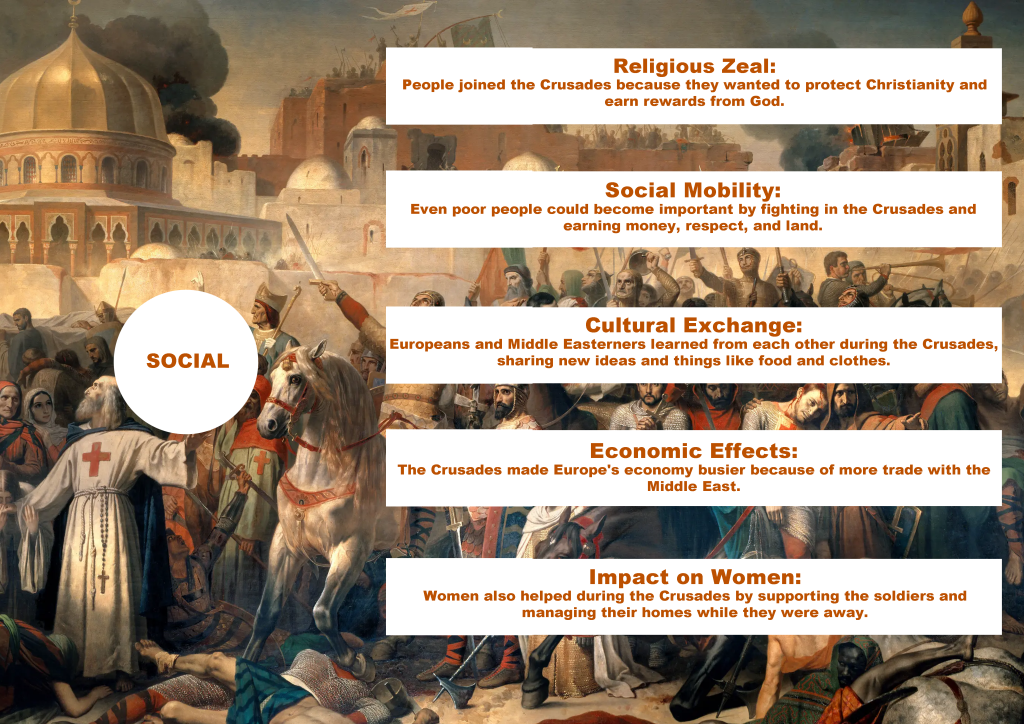 Religious Zeal:
People joined the Crusades because they wanted to protect Christianity and
earn rewards from God.
Social Mobility:
Even poor people could become important by fighting in the Crusades and
earning money, respect, and land.
SOCIAL
Cultural Exchange:
Europeans and Middle Easterners learned from each other during the Crusades,
sharing new ideas and things like food and clothes.
Economic Effects:
The Crusades made Europe's economy busier because of more trade with the
Middle East.
Impact on Women:
Women also helped during the Crusades by supporting the soldiers and
managing their homes while they were away.